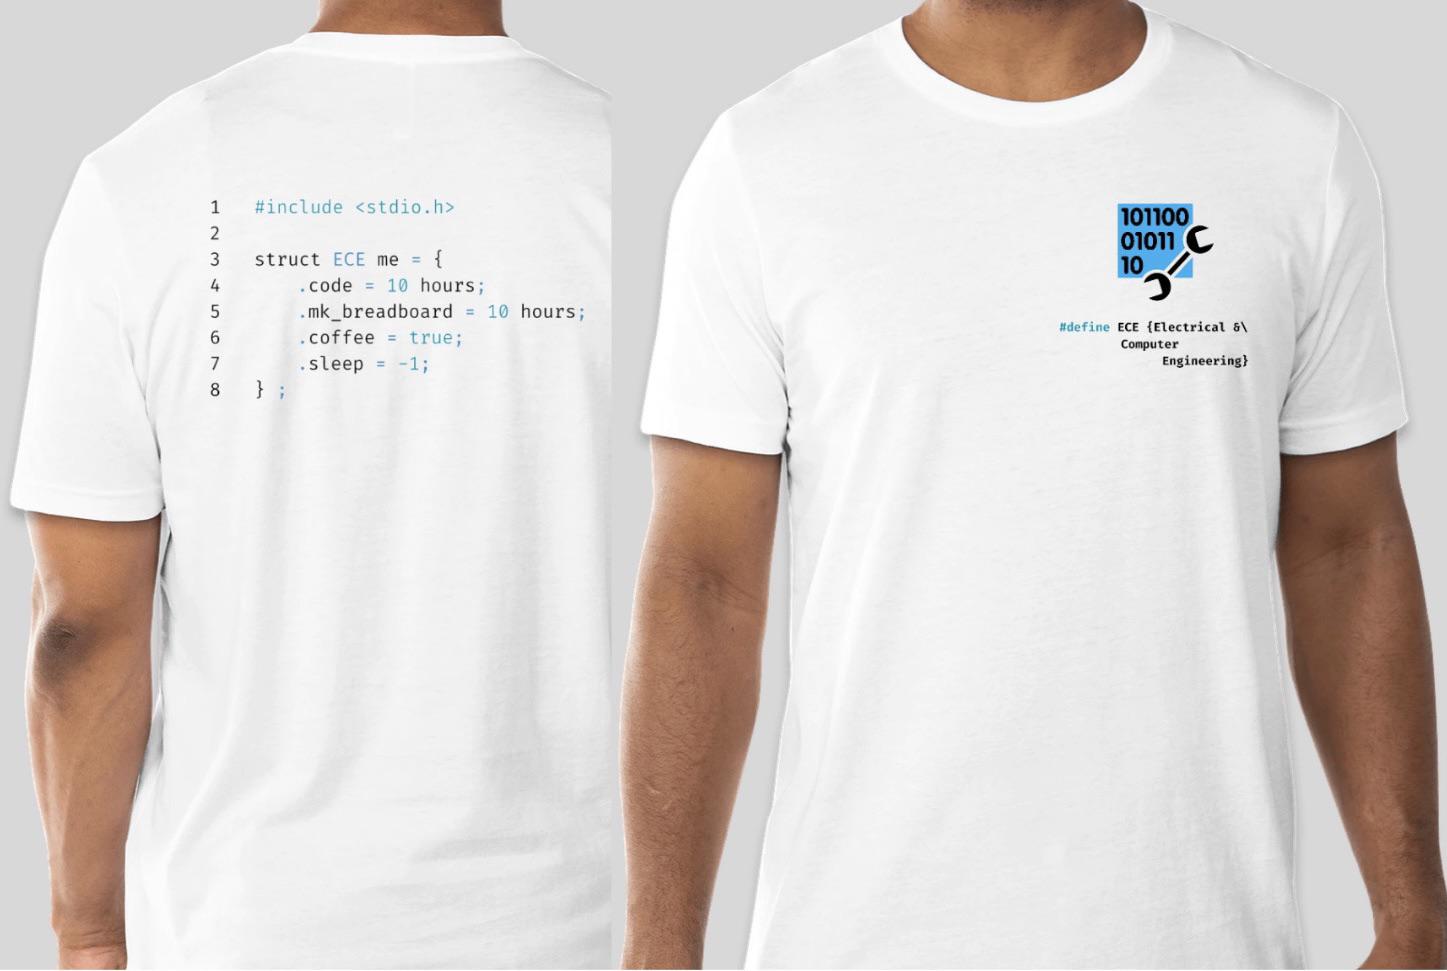 1 #include <stdio.h>
2
3 struct ECE me = {
4 .code = 10 hours;
5 .mk_breadboard = 10 hours;
6 .coffee = true;
7 .sleep = -1;
8 } ;
101100
01011
10
#define ECE {Electrical &\
Computer
Engineering}